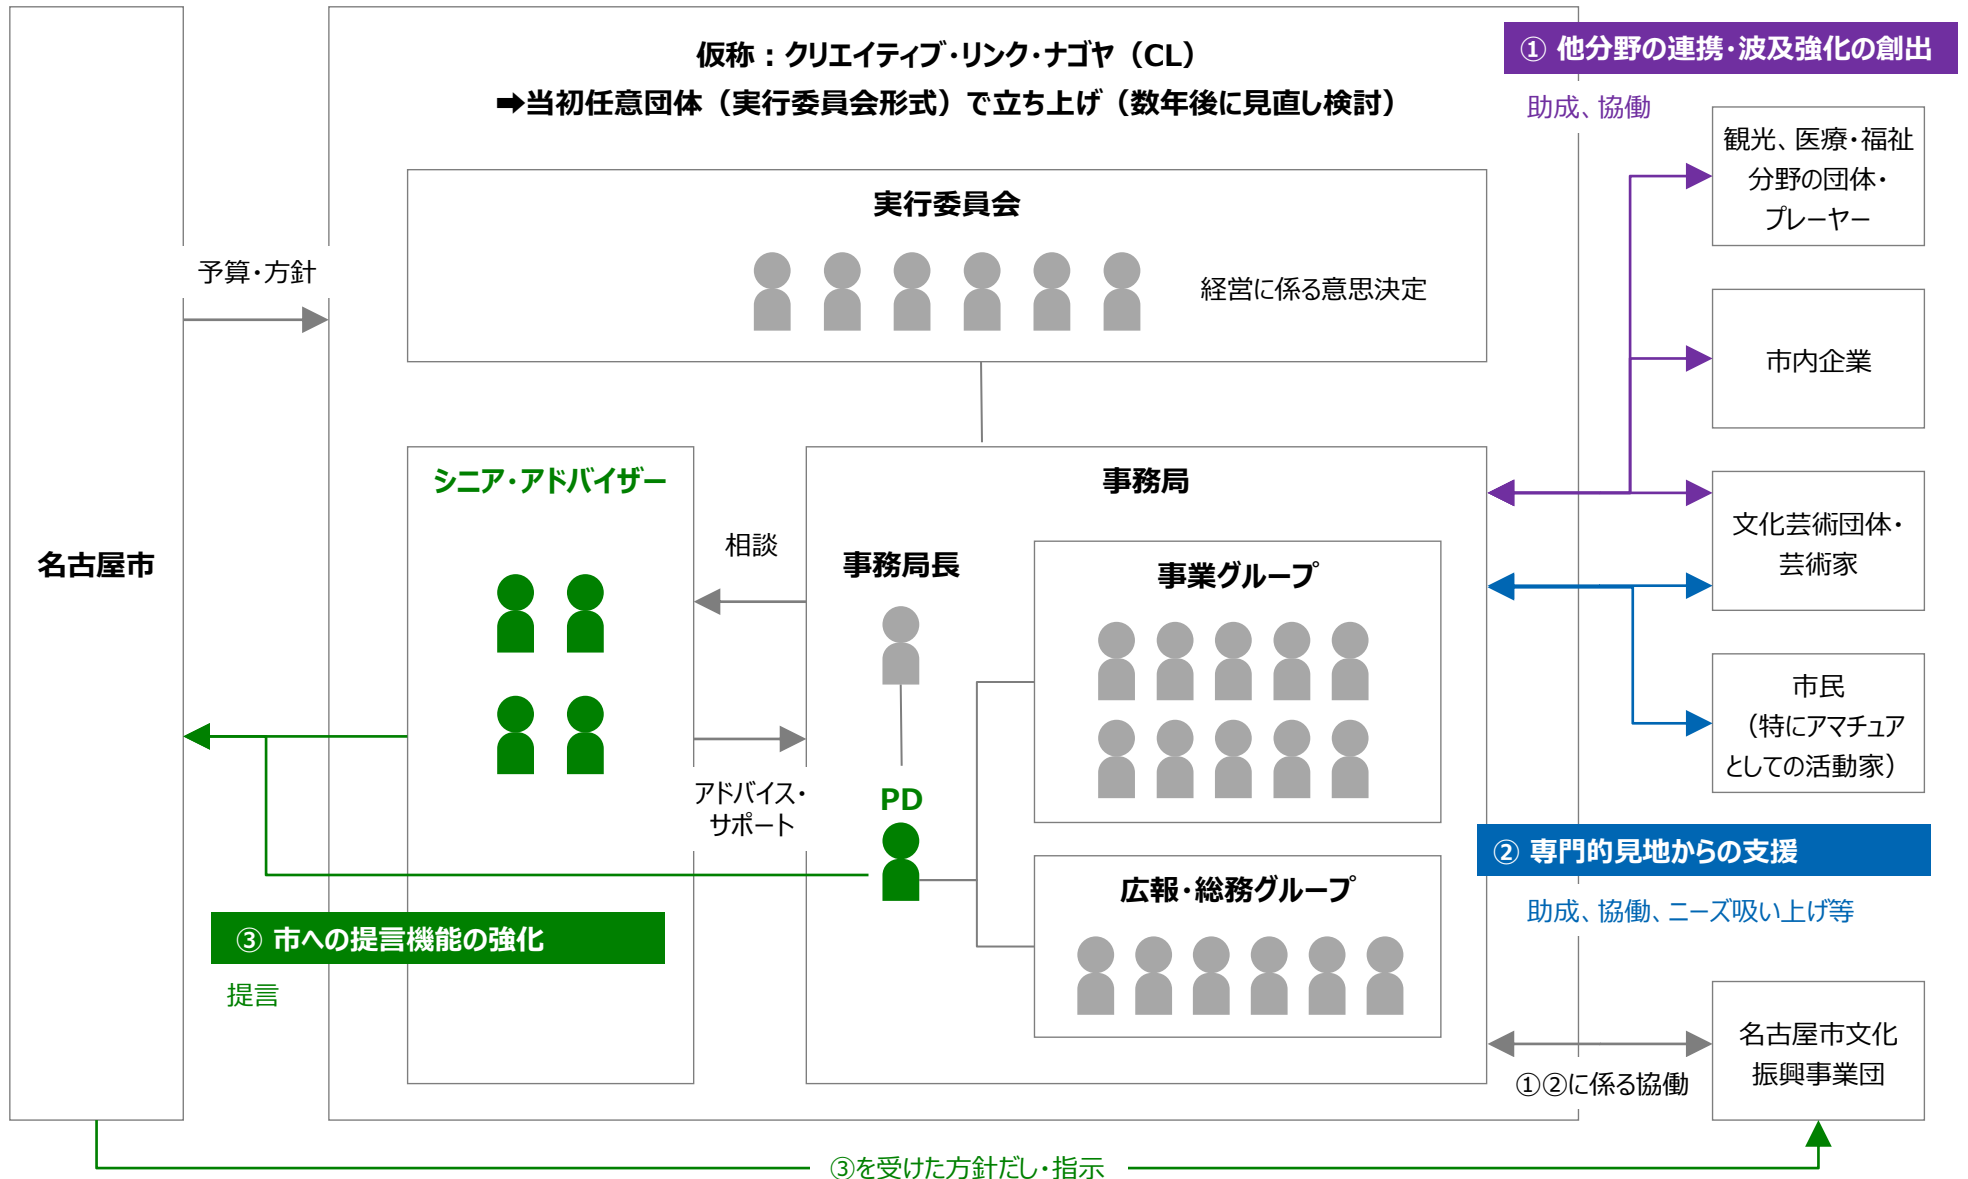 仮称：クリエイティブ・リンク・ナゴヤ（CL）
➡当初任意団体（実行委員会形式）で立ち上げ（数年後に見直し検討）
① 他分野の連携・波及強化の創出
助成、協働
観光、医療・福祉
分野の団体・
プレーヤー
実行委員会
経営に係る意思決定
予算・方針
市内企業
名古屋市
シニア・アドバイザー
相談
アドバイス・
サポート
事務局
事務局長
PD
事業グループ
広報・総務グループ
文化芸術団体・
芸術家
市民
（特にアマチュア
としての活動家）
② 専門的見地からの支援
助成、協働、ニーズ吸い上げ等
③ 市への提言機能の強化
提言
名古屋市文化
振興事業団
①②に係る協働
③を受けた方針だし・指示